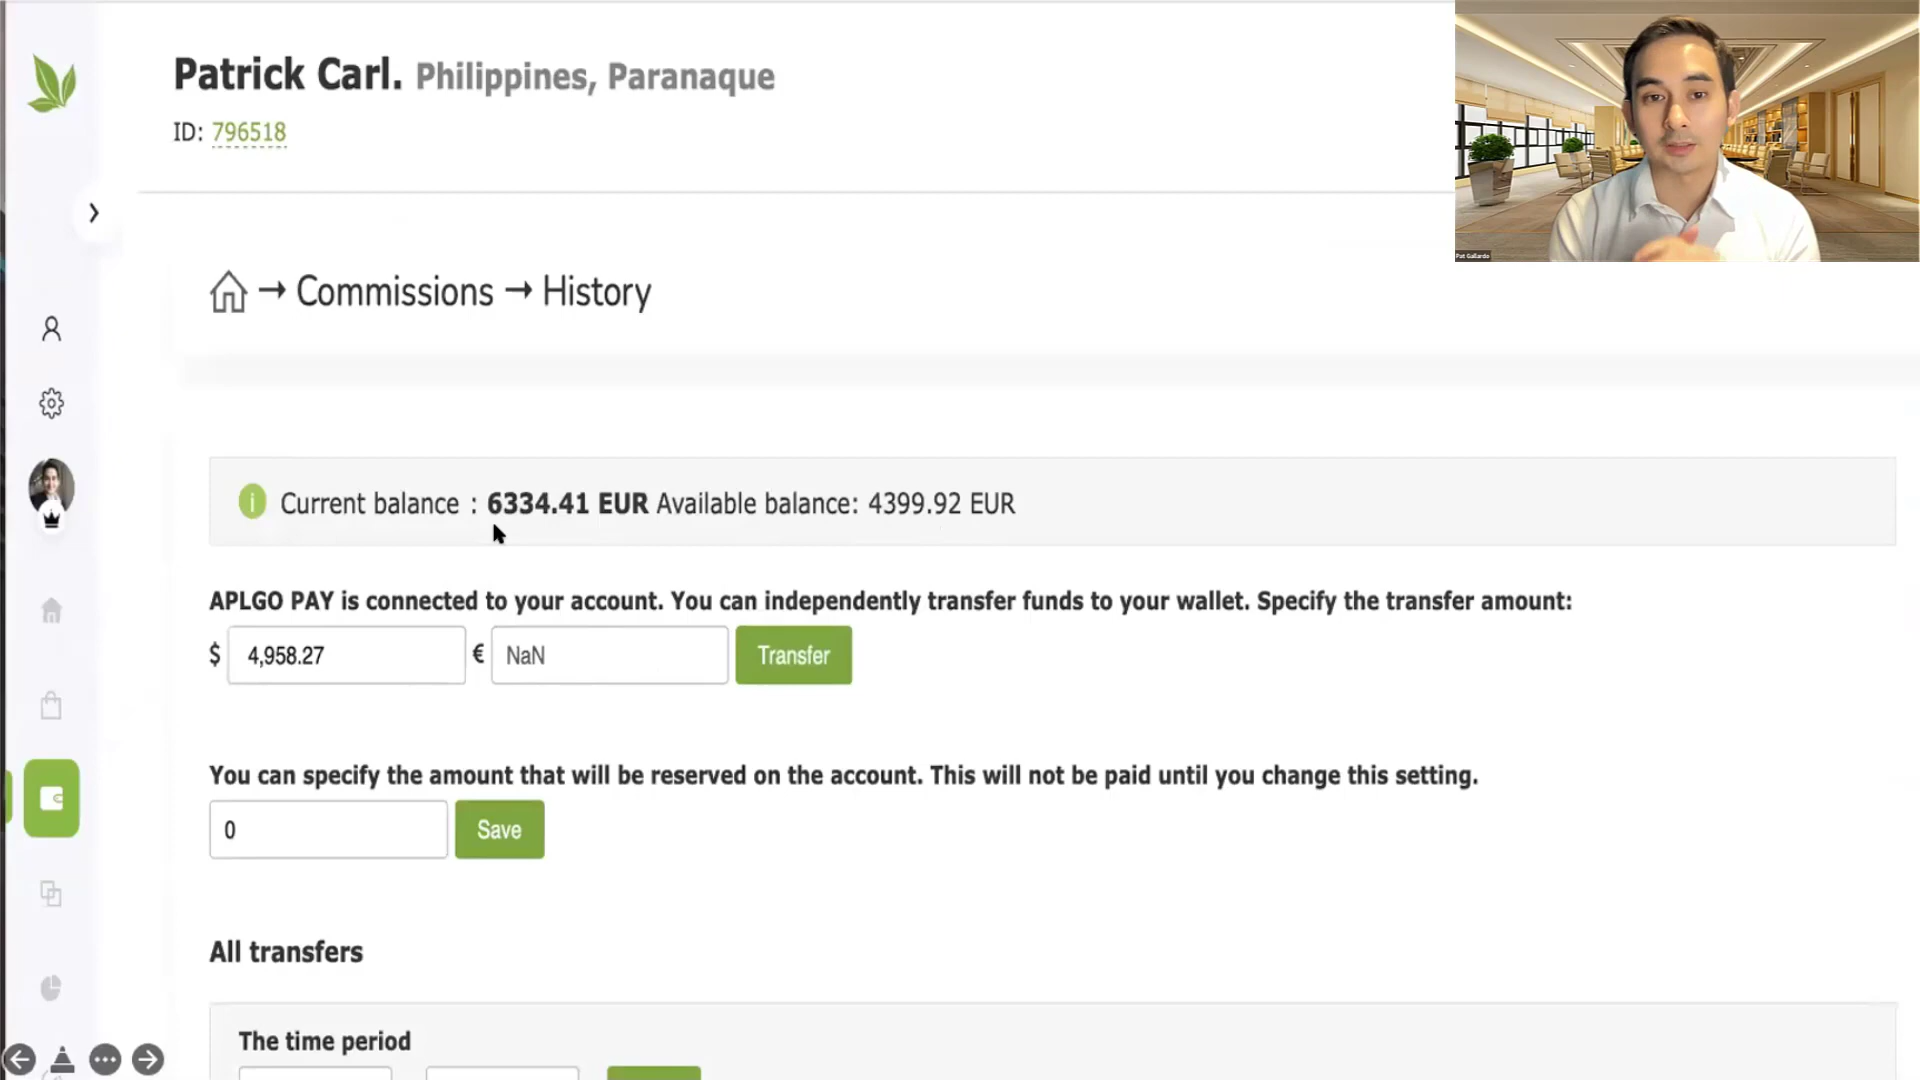 Patrick Carl. Philippines, Paranaque
ID: 796518
Pat Gallardo
→ Commissions → History
Current balance : 6334.41 EUR Available balance: 4399.92 EUR
APLGO PAY is connected to your account. You can independently transfer funds to your wallet. Specify the transfer amount:
$ 4,958.27 € NaN Transfer
You can specify the amount that will be reserved on the account. This will not be paid until you change this setting.
0 Save
All transfers
The time period